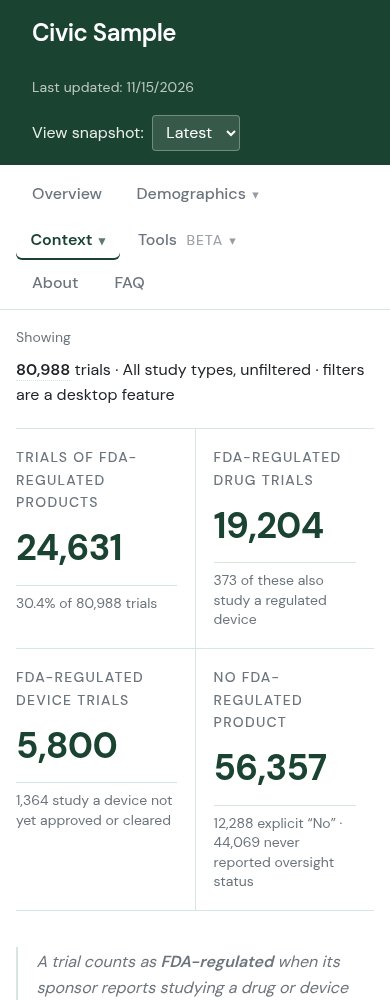 Civic Sample
Last updated: 11/15/2026
View snapshot: Latest
Overview Demographics ▾
Context ▾ Tools BETA ▾
About FAQ
Showing
80,988 trials · All study types, unfiltered · filters
are a desktop feature
TRIALS OF FDA-
REGULATED
PRODUCTS
24,631
30.4% of 80,988 trials
FDA-REGULATED
DRUG TRIALS
19,204
373 of these also
study a regulated
device
FDA-REGULATED
DEVICE TRIALS
5,800
1,364 study a device not
yet approved or cleared
NO FDA-
REGULATED
PRODUCT
56,357
12,288 explicit “No” ·
44,069 never
reported oversight
status
A trial counts as FDA-regulated when its
sponsor reports studying a drug or device